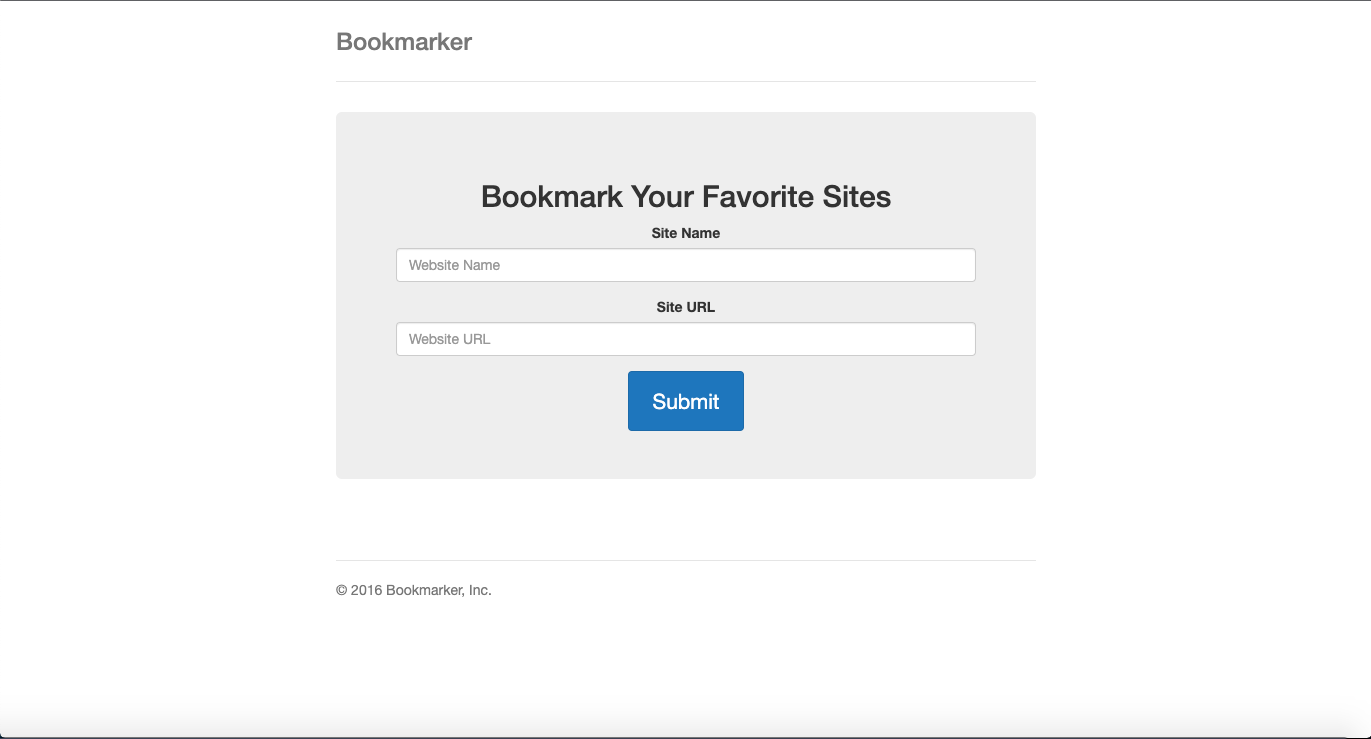 Bookmarker
Bookmark Your Favorite Sites
Site Name
Website Name
Site URL
Website URL
Submit
© 2016 Bookmarker, Inc.